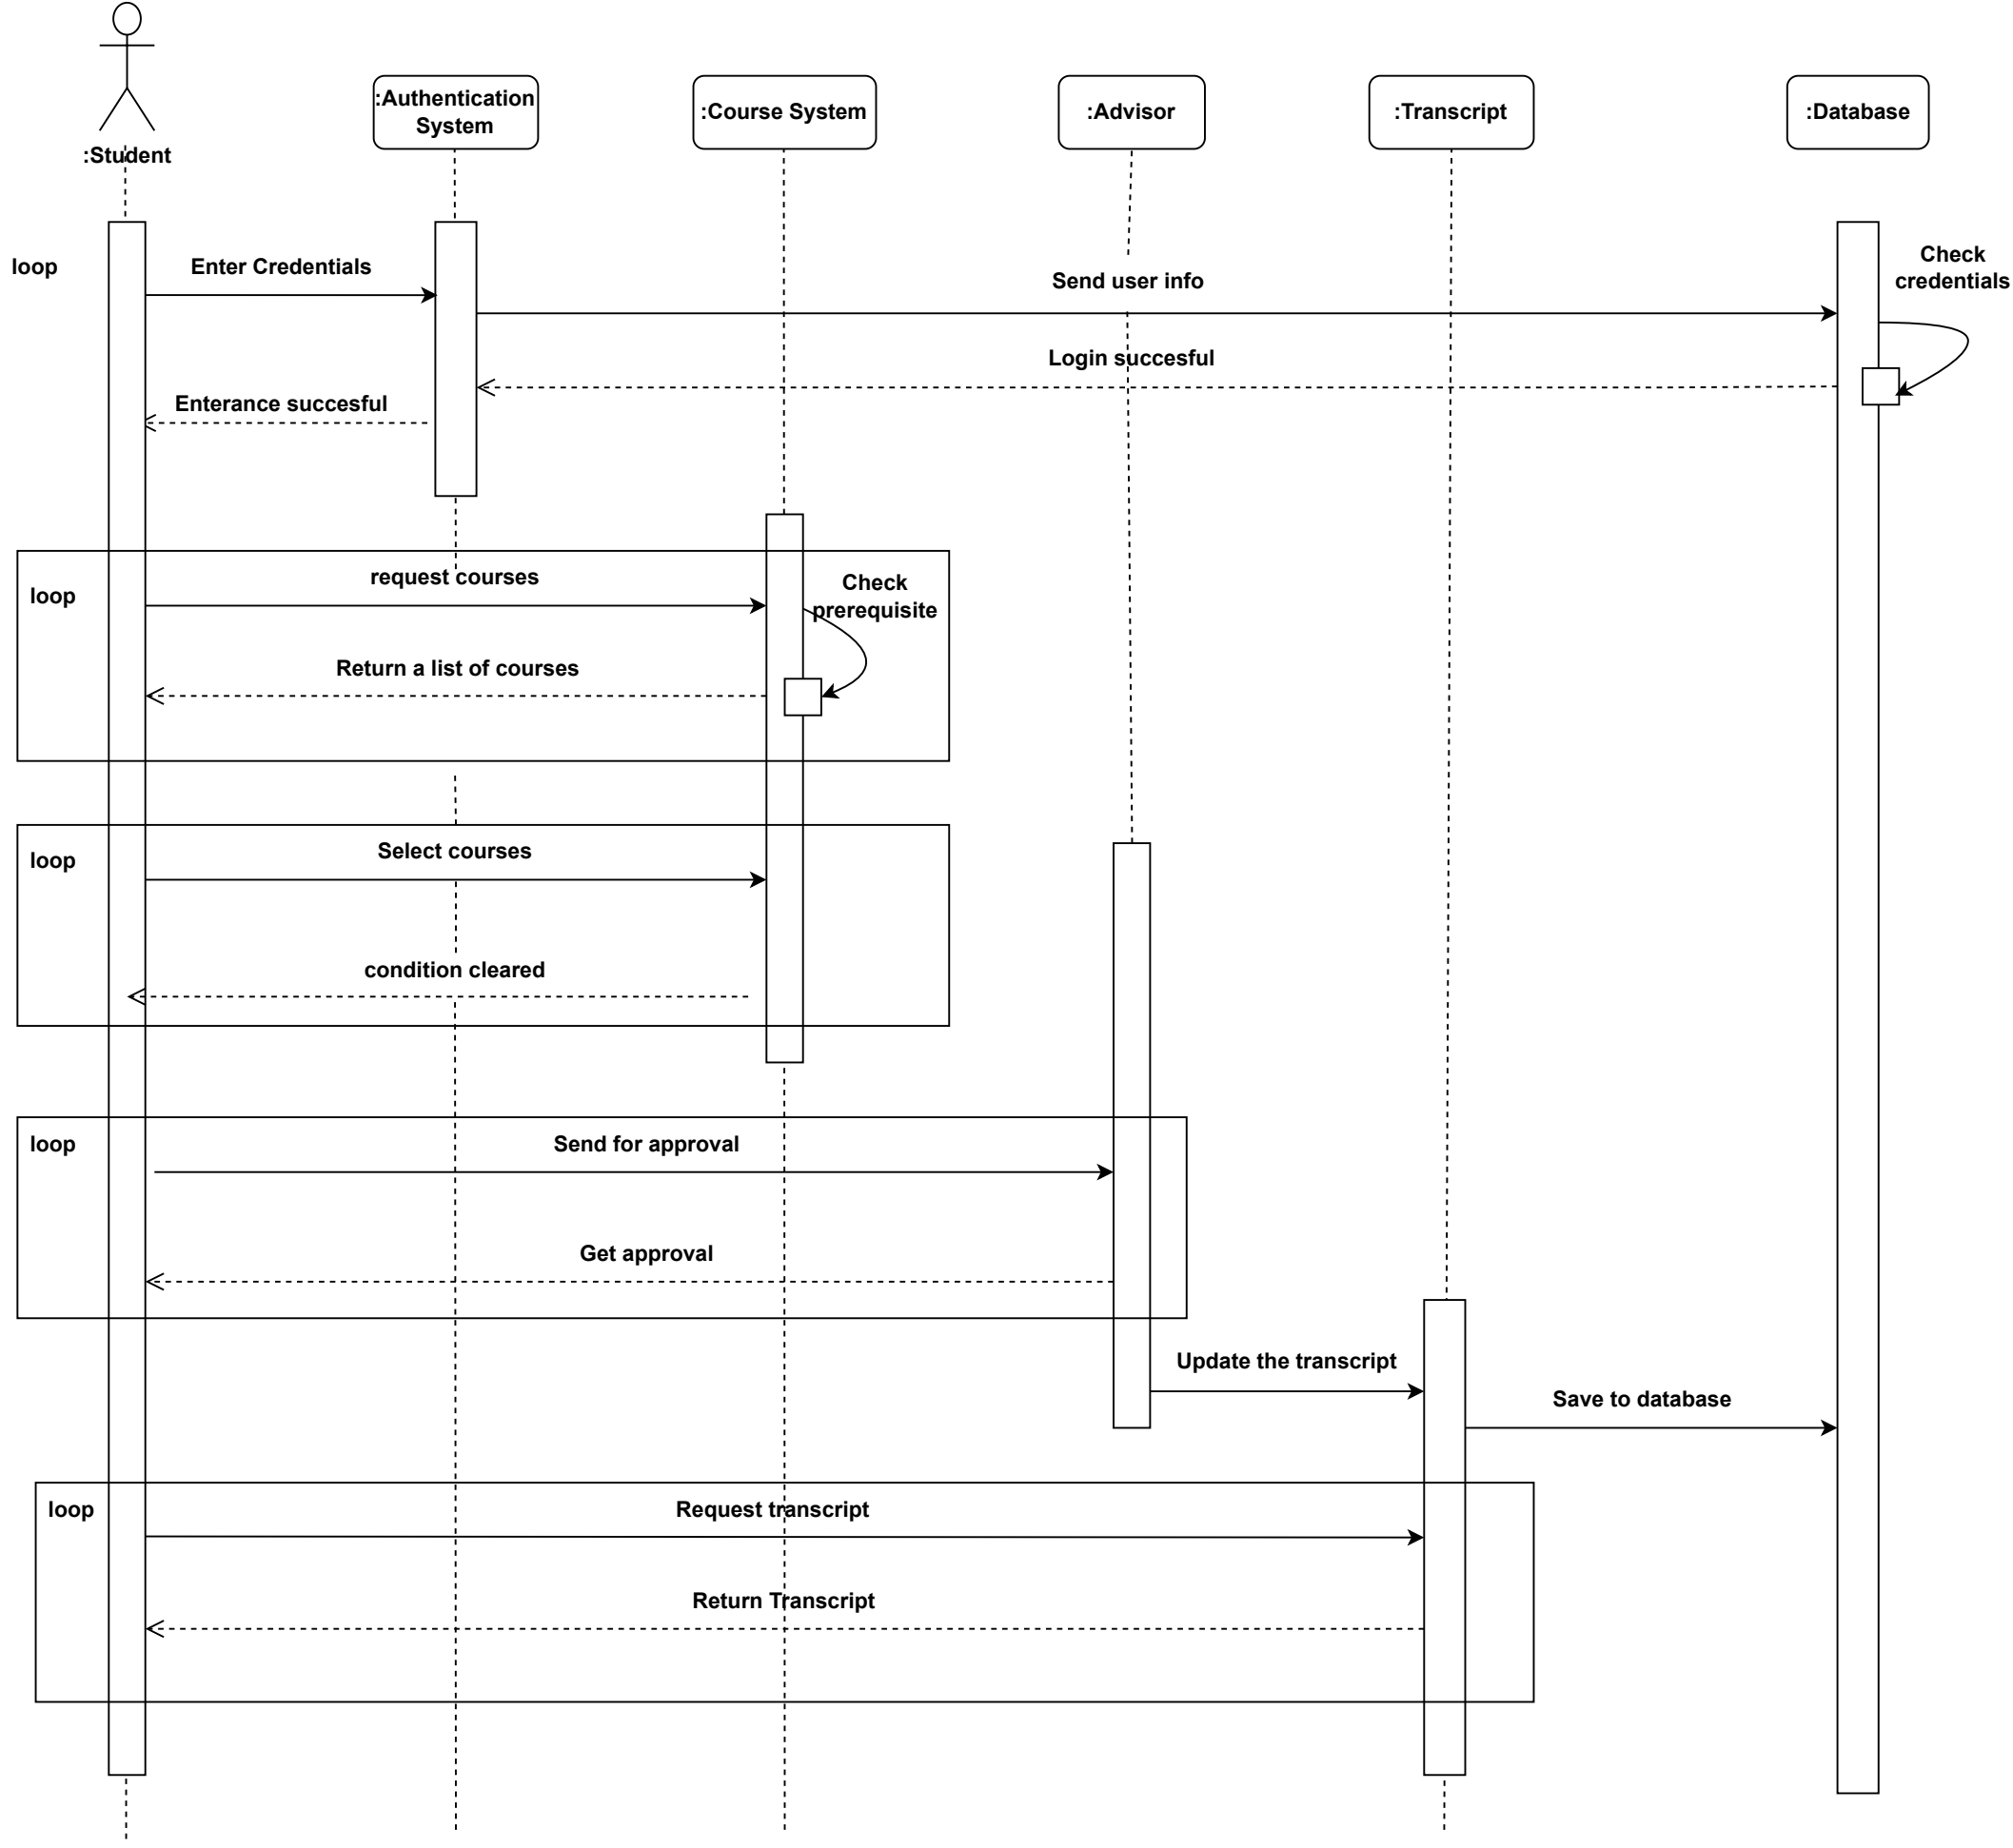 :Student
:Authentication
System
:Course System
:Advisor
:Transcript
:Database
loop
Enter Credentials
Send user info
Check
credentials
Login succesful
Enterance succesful
loop
request courses
Check
prerequisite
Return a list of courses
loop
Select courses
condition cleared
loop
Send for approval
Get approval
Update the transcript
Save to database
loop
Request transcript
Return Transcript